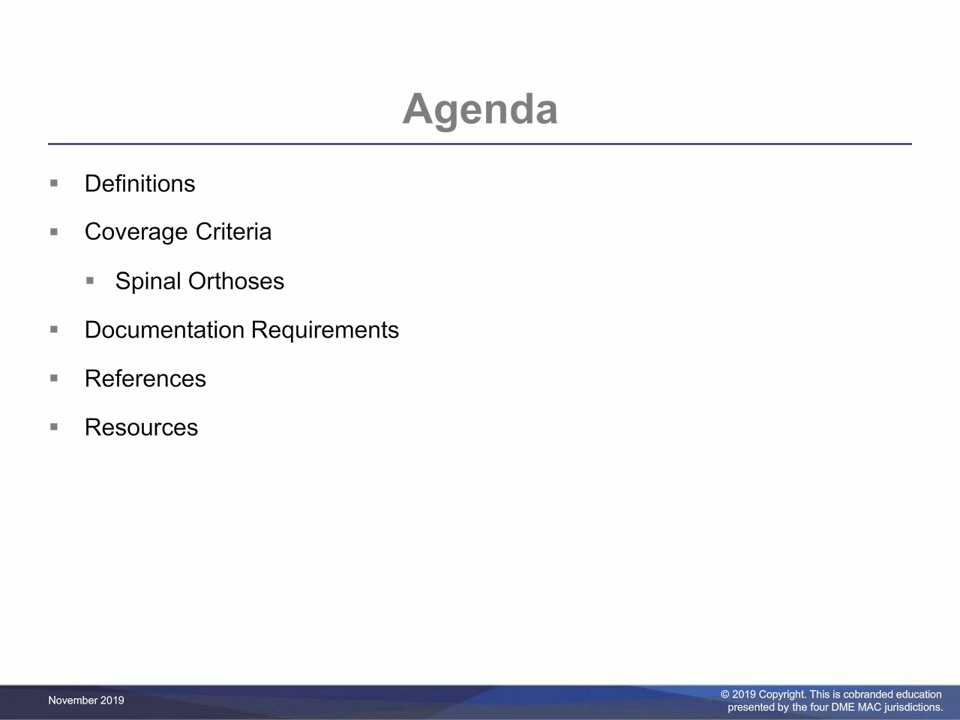 Agenda
▪ Definitions
▪ Coverage Criteria
▪ Spinal Orthoses
▪ Documentation Requirements
▪ References
▪ Resources
November 2019
© 2019 Copyright. This is cobranded education
presented by the four DME MAC jurisdictions.